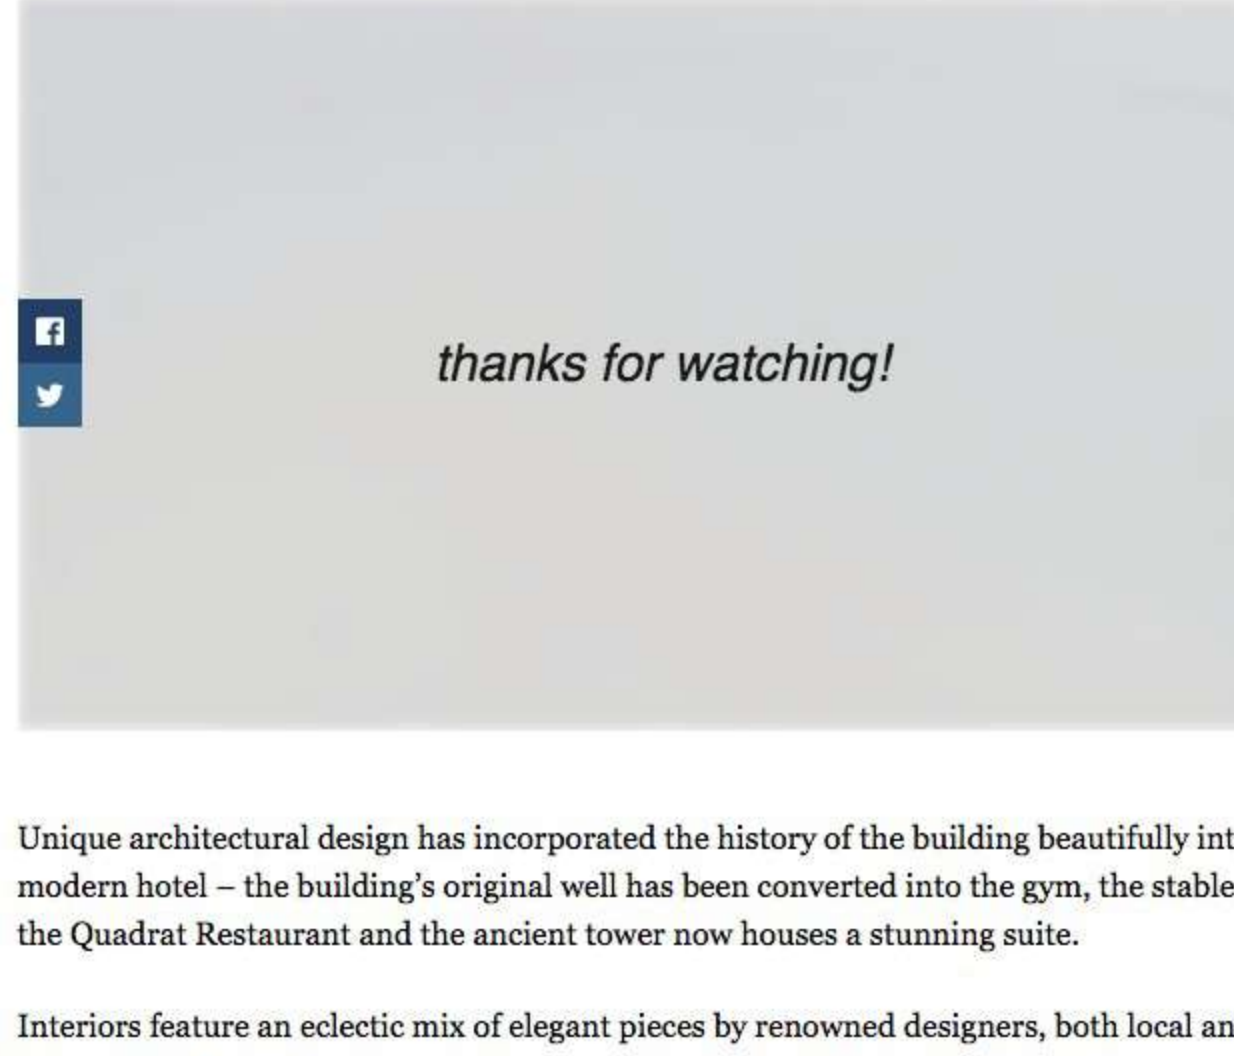 thanks for watching!
Unique architectural design has incorporated the history of the building beautifully int
modern hotel – the building’s original well has been converted into the gym, the stable
the Quadrat Restaurant and the ancient tower now houses a stunning suite.
Interiors feature an eclectic mix of elegant pieces by renowned designers, both local an